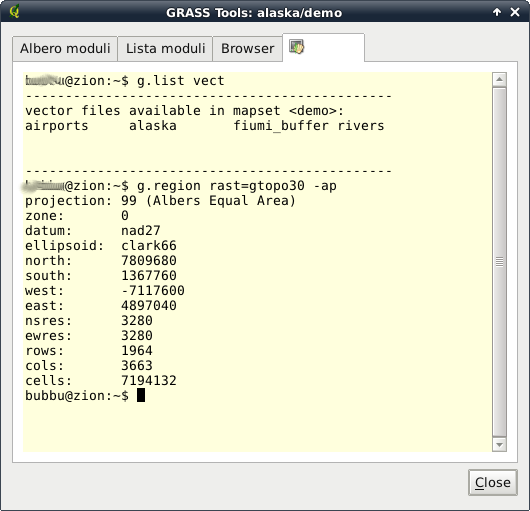 GRASS Tools: alaska/demo
Albero moduli Lista moduli Browser
@zion:~$ g.list vect
----------------------------------------------
vector files available in mapset <demo>:
airports alaska fiumi_buffer rivers
----------------------------------------------
@zion:~$ g.region rast=gtopo30 -ap
projection: 99 (Albers Equal Area)
zone: 0
datum: nad27
ellipsoid: clark66
north: 7809680
south: 1367760
west: -7117600
east: 4897040
nsres: 3280
ewres: 3280
rows: 1964
cols: 3663
cells: 7194132
bubbu@zion:~$
Close